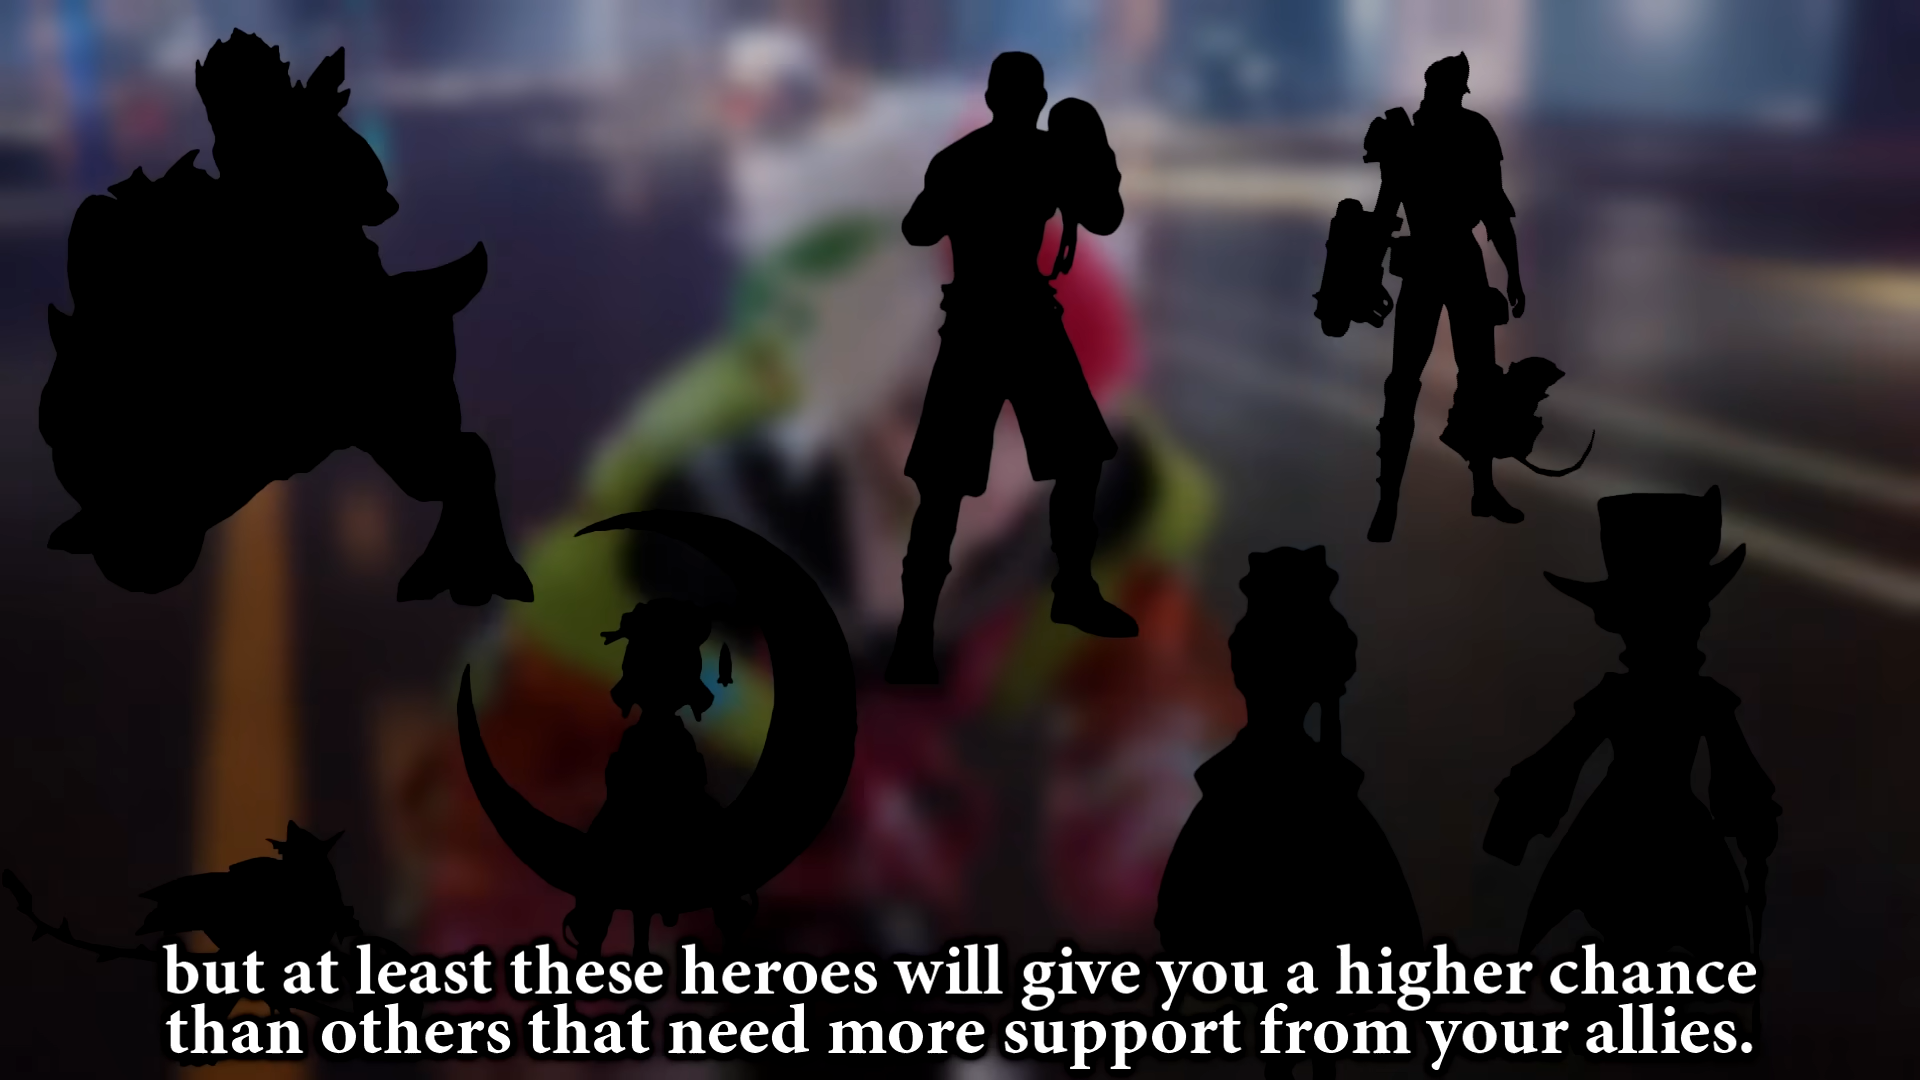 but at least these heroes will give you a higher chance
than others that need more support from your allies.